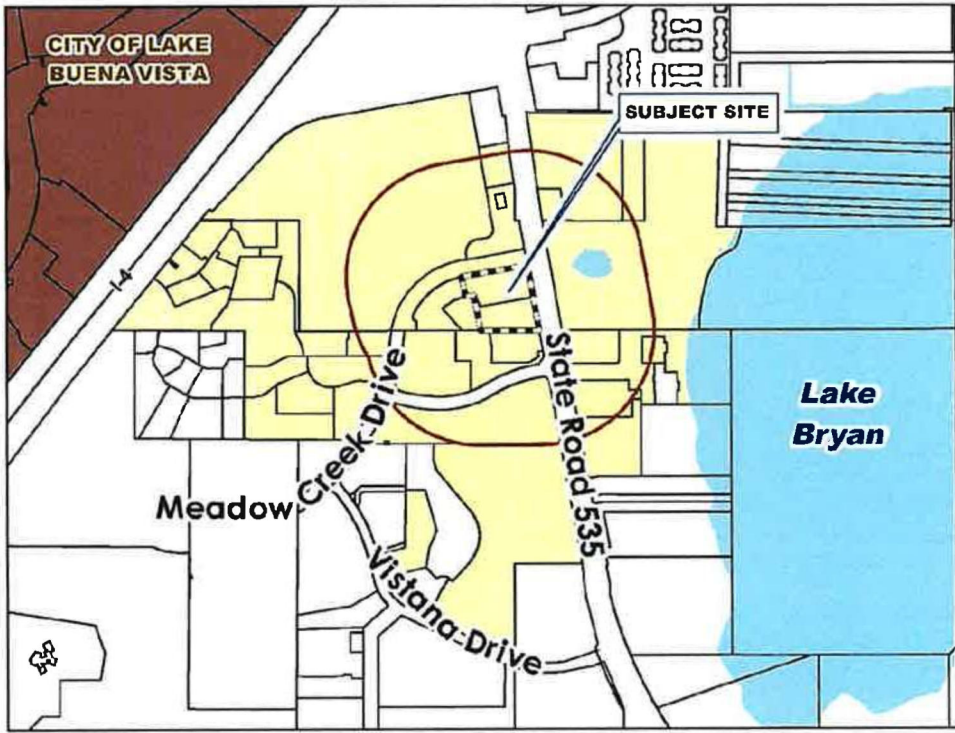 CITY OF LAKE
BUENA VISTA
SUBJECT SITE
I-4
State Road 535
Lake
Bryan
Meadow Creek Drive
Vistana Drive